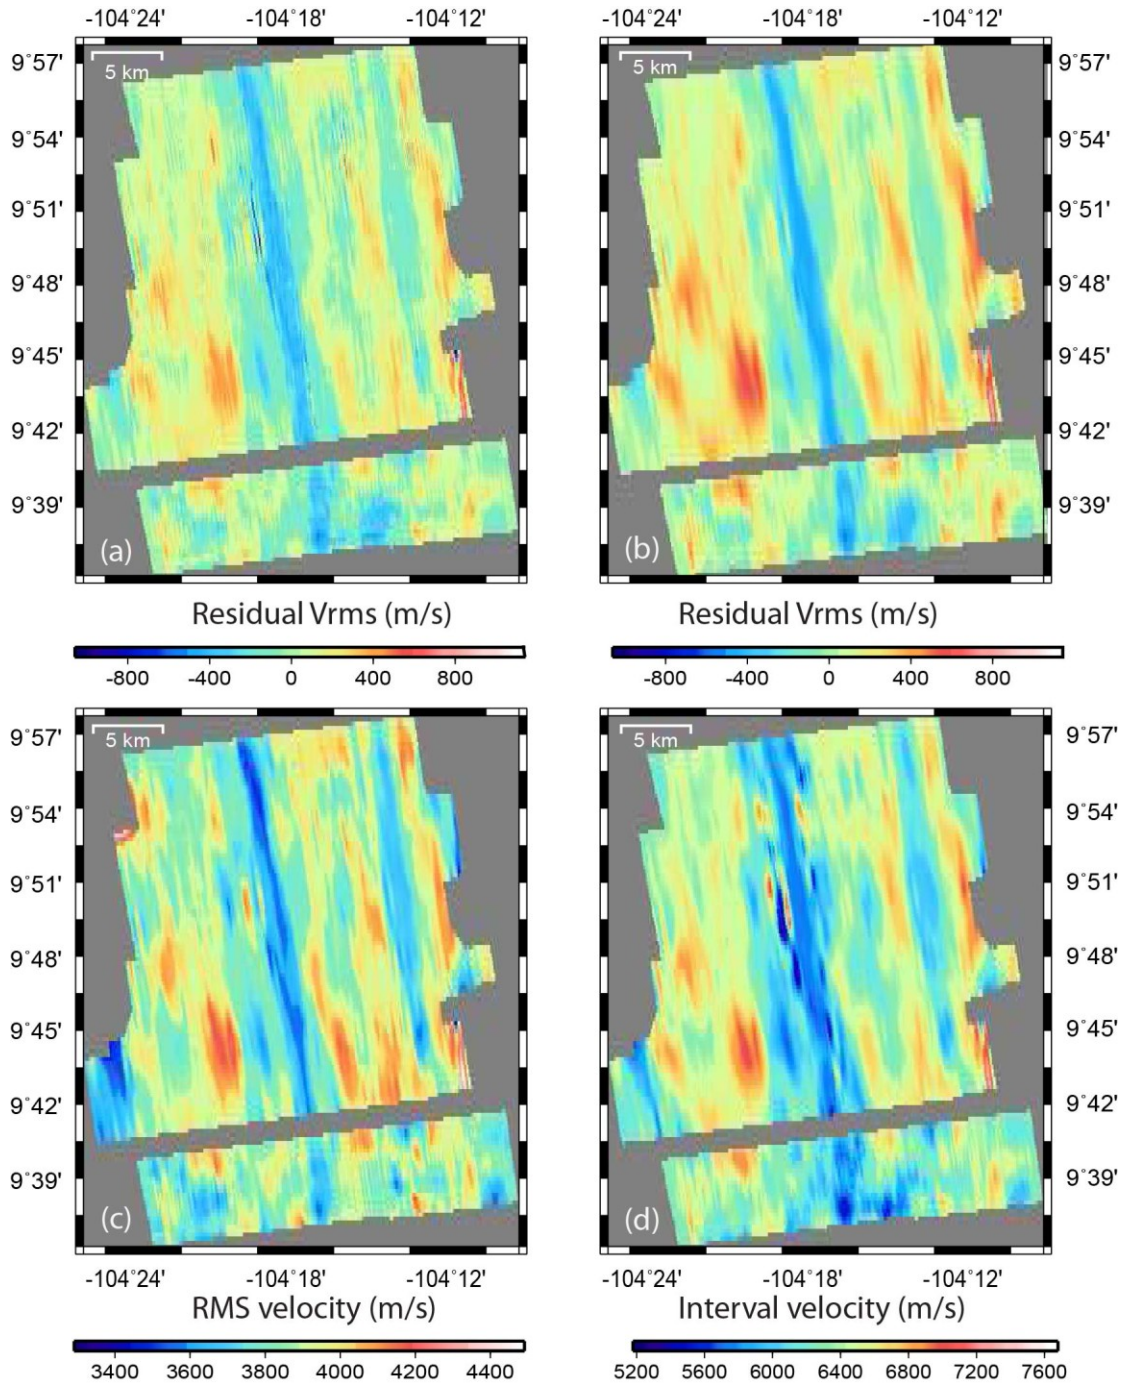 -104°24' -104°18' -104°12' -104°24' -104°18' -104°12'
9°57' 5 km 5 km 9°57'
9°54' 9°54'
9°51' 9°51'
9°48' 9°48'
9°45' 9°45'
9°42' 9°42'
9°39' 9°39'
(a) (b)
Residual Vrms (m/s) Residual Vrms (m/s)
-800 -400 0 400 800 -800 -400 0 400 800
9°57' 5 km 5 km 9°57'
9°54' 9°54'
9°51' 9°51'
9°48' 9°48'
9°45' 9°45'
9°42' 9°42'
9°39' 9°39'
(c) (d)
-104°24' -104°18' -104°12' -104°24' -104°18' -104°12'
RMS velocity (m/s) Interval velocity (m/s)
3400 3600 3800 4000 4200 4400 5200 5600 6000 6400 6800 7200 7600